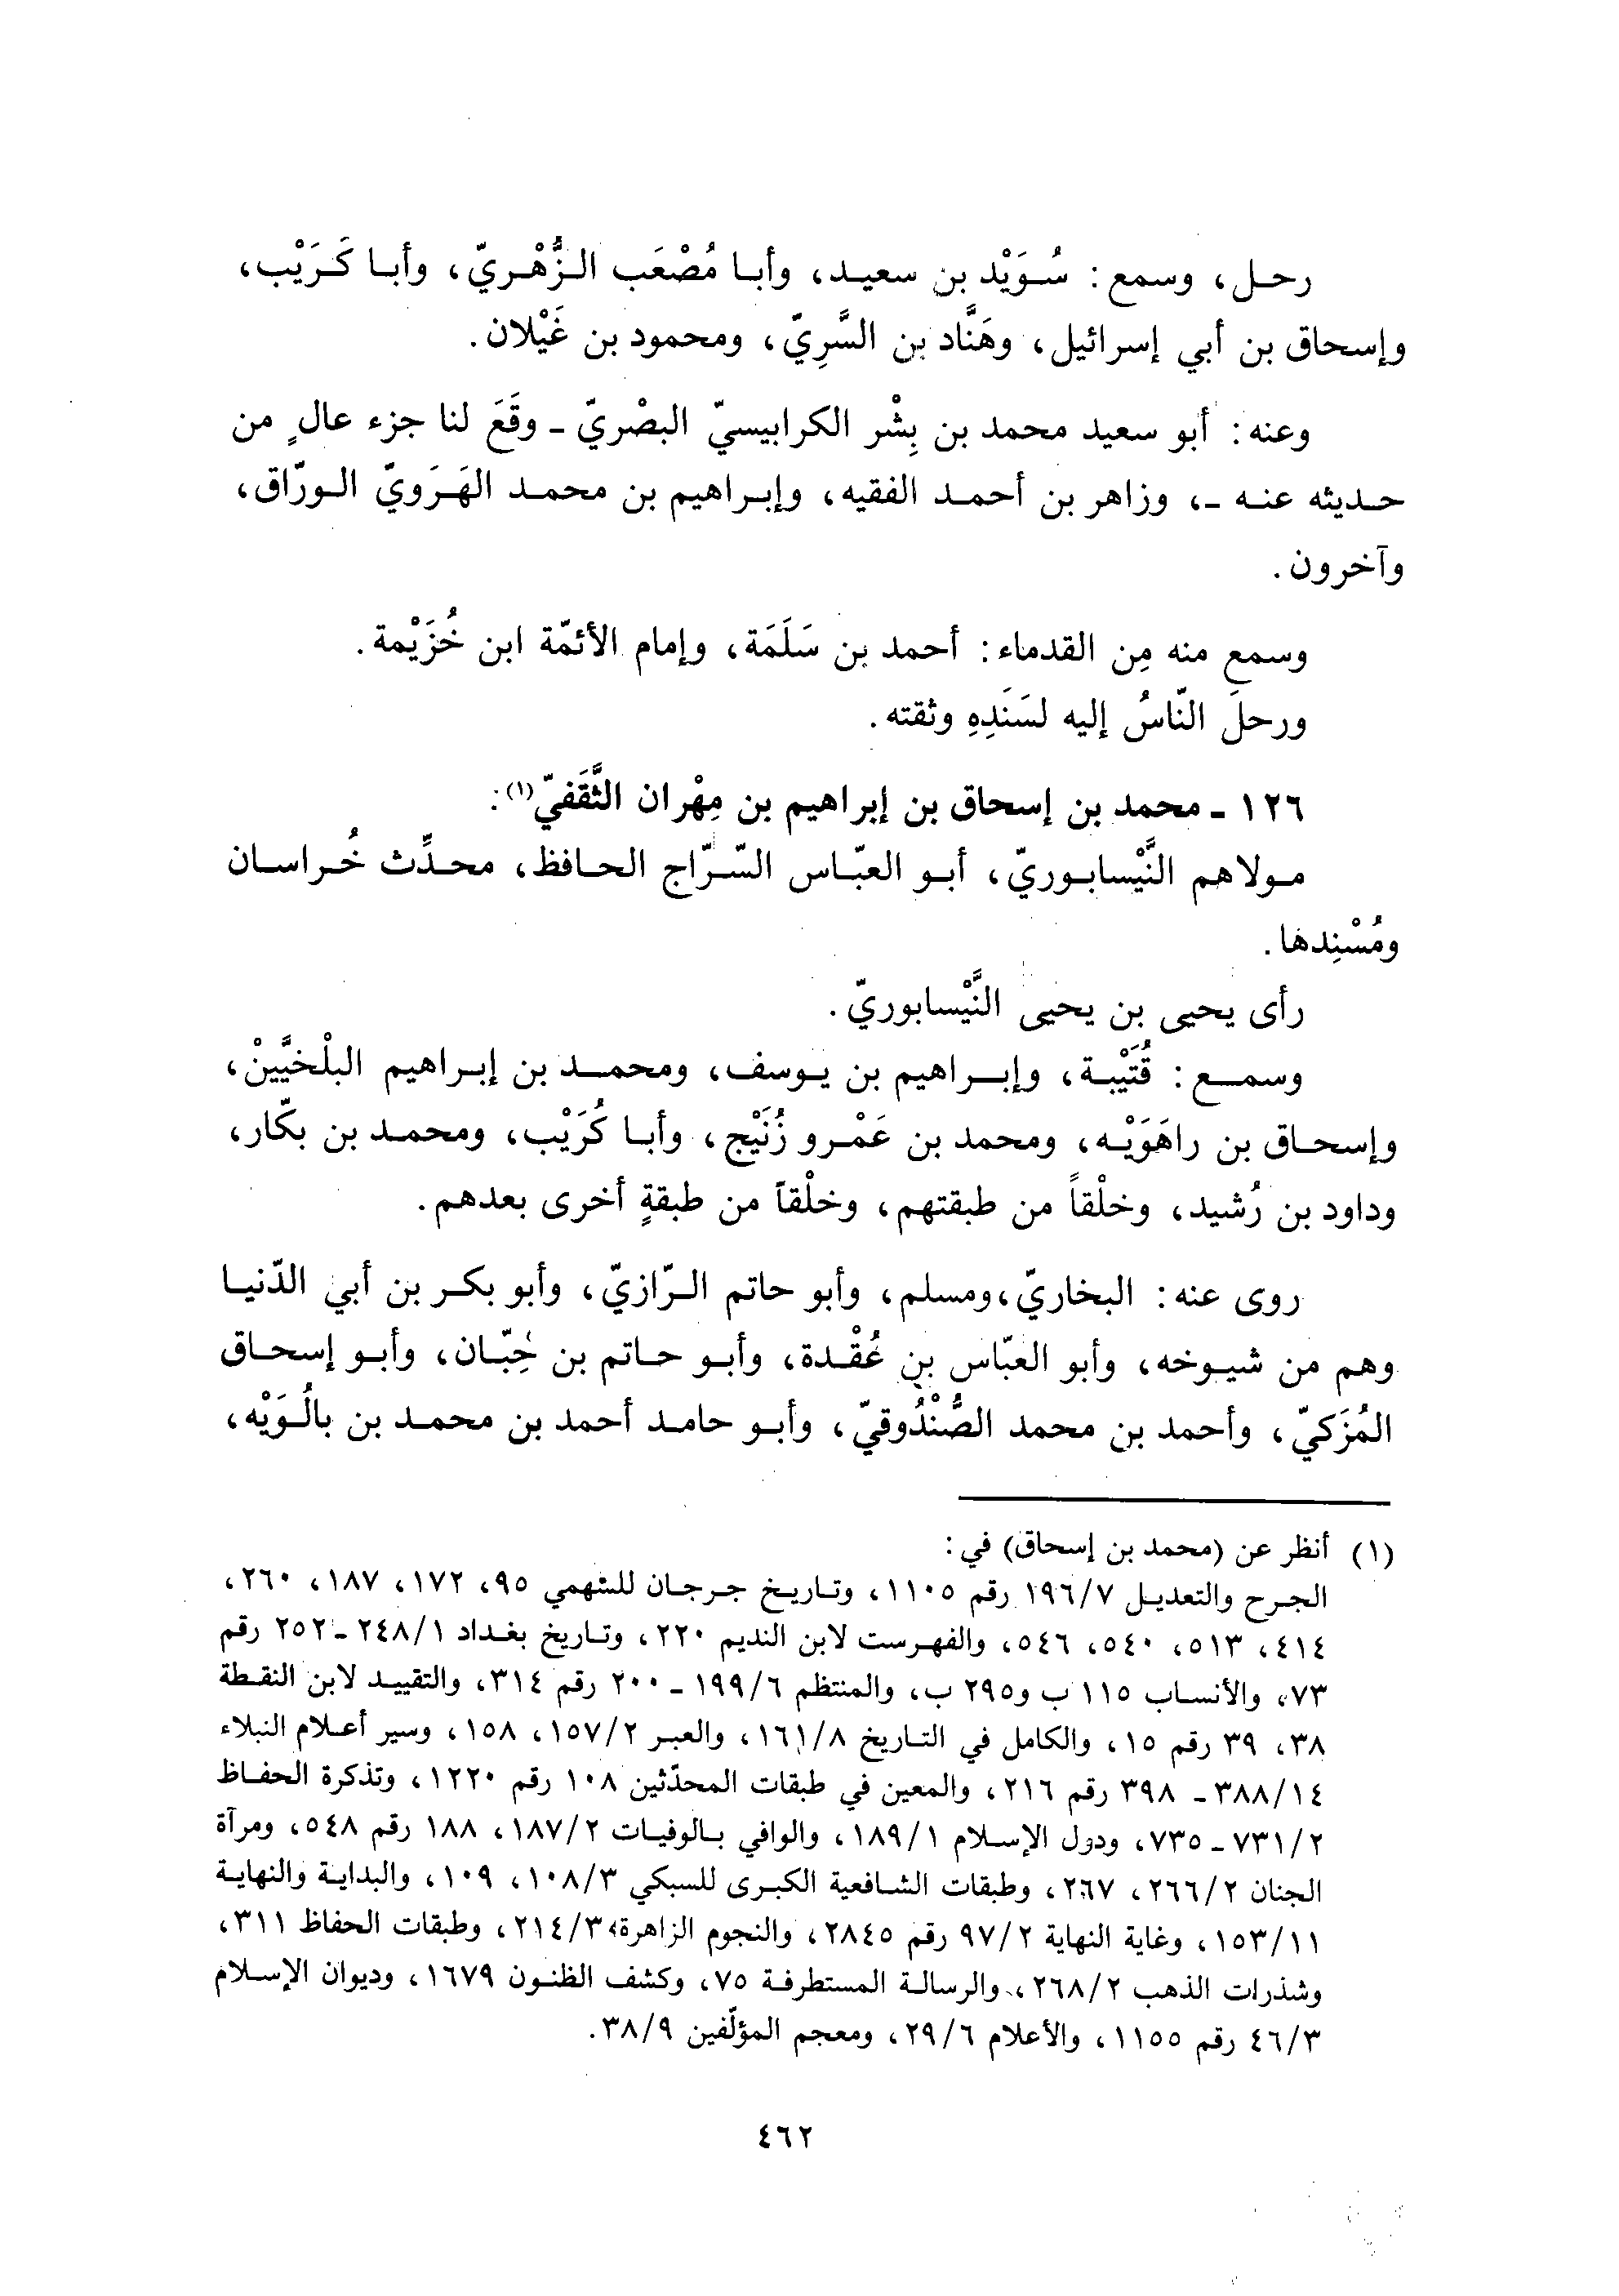 رحل، وسمع: سُوَيْد بن سعيد، وأبا مُصْعَب الزُّهْريّ، وأبا كَرَيْب،
وإسحاق بن أبي إسرائيل، وهَنَّاد بن السَّرِيّ، ومحمود بن غَيْلان.
وعنه: أبو سعيد محمد بن بِشْر الكرابيسيّ البصْريّ ـ وقَعَ لنا جزء عالٍ من
حديثه عنه ـ، وزاهر بن أحمد الفقيه، وإبراهيم بن محمد الهَرَويّ الورّاق،
وآخرون.
وسمع منه مِن القدماء: أحمد بن سَلَمَة، وإمام الأئمّة ابن خُزَيْمة.
ورحلَ النّاسُ إليه لسَنَدِهِ وثقته.
١٢٦ ـ محمد بن إسحاق بن إبراهيم بن مِهْران الثَّقَفيّ(١):
مولاهم النَّيْسابوريّ، أبو العبّاس السّرّاج الحافظ، محدِّث خُراسان
ومُسْنِدها.
رأى يحيى بن يحيى النَّيْسابوريّ.
وسمع: قُتَيْبة، وإبراهيم بن يوسف، ومحمد بن إبراهيم البلْخيَّيْن،
وإسحاق بن راهَوَيْه، ومحمد بن عَمْرو زُنَيْج، وأبا كُرَيْب، ومحمد بن بكّار،
وداود بن رُشيد، وخلْقاً من طبقتهم، وخلْقاً من طبقةٍ أخرى بعدهم.
روى عنه: البخاريّ، ومسلم، وأبو حاتم الرّازيّ، وأبو بكر بن أبي الدّنيا
وهم من شيوخه، وأبو العبّاس بن عُقْدة، وأبو حاتم بن حِبّان، وأبو إسحاق
المُزَكيّ، وأحمد بن محمد الصُّنْدُوقيّ، وأبو حامد أحمد بن محمد بن بالُوَيْه،
(١) أنظر عن (محمد بن إسحاق) في:
الجرح والتعديل ١٩٦/٧ رقم ١١٠٥، وتاريخ جرجان للسهمي ٩٥، ١٧٢، ١٨٧، ٢٦٠،
٤١٤، ٥١٣، ٥٤٠، ٥٤٦، والفهرست لابن النديم ٢٢٠، وتاريخ بغداد ٢٤٨/١ ـ ٢٥٢ رقم
٧٣، والأنساب ١١٥ ب و٢٩٥ ب، والمنتظم ١٩٩/٦ ـ ٢٠٠ رقم ٣١٤، والتقييد لابن النقطة
٣٨، ٣٩ رقم ١٥، والكامل في التاريخ ١٦١/٨، والعبر ١٥٧/٢، ١٥٨، وسير أعلام النبلاء
٣٨٨/١٤ ـ ٣٩٨ رقم ٢١٦، والمعين في طبقات المحدّثين ١٠٨ رقم ١٢٢٠، وتذكرة الحفاظ
٧٣١/٢ ـ ٧٣٥، ودول الإسلام ١٨٩/١، والوافي بالوفيات ١٨٧/٢، ١٨٨ رقم ٥٤٨، ومرآة
الجنان ٢٦٦/٢، ٢٦٧، وطبقات الشافعية الكبرى للسبكي ١٠٨/٣، ١٠٩، والبداية والنهاية
١٥٣/١١، وغاية النهاية ٩٧/٢ رقم ٢٨٤٥، والنجوم الزاهرة ٢١٤/٣، وطبقات الحفاظ ٣١١،
وشذرات الذهب ٢٦٨/٢، والرسالة المستطرفة ٧٥، وكشف الظنون ١٦٧٩، وديوان الإسلام
٤٦/٣ رقم ١١٥٥، والأعلام ٢٩/٦، ومعجم المؤلّفين ٣٨/٩.
٤٦٢